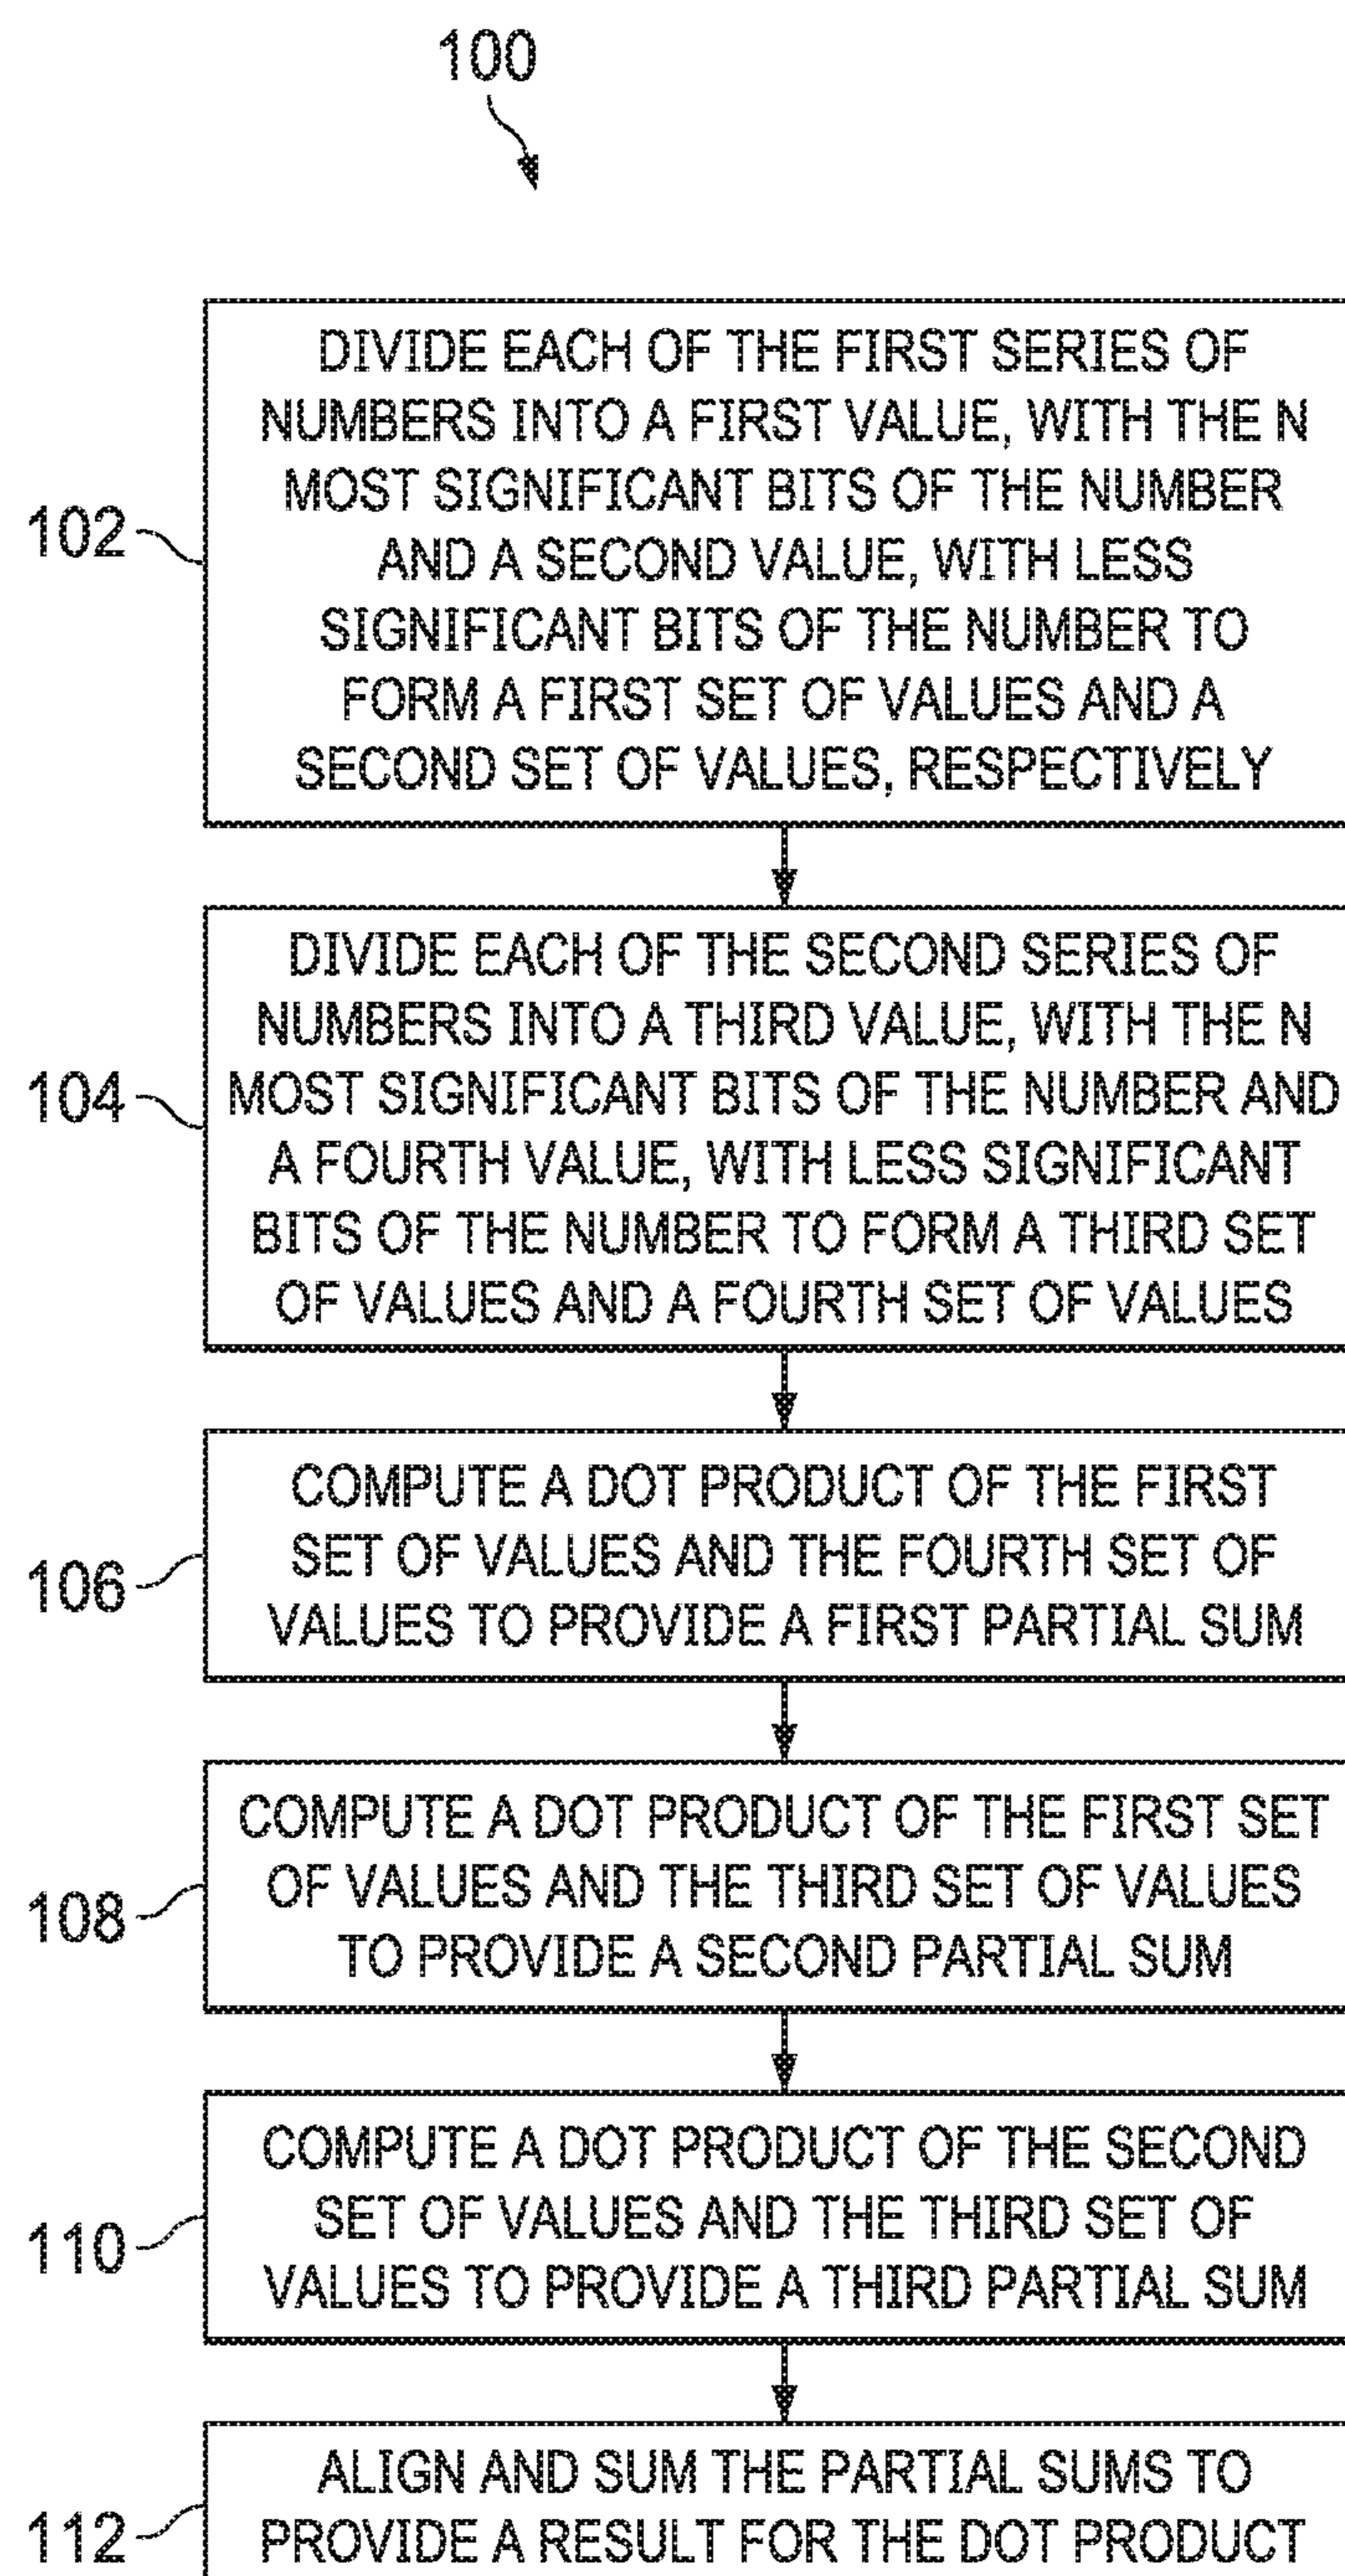 100
102
DIVIDE EACH OF THE FIRST SERIES OF
NUMBERS INTO A FIRST VALUE, WITH THE N
MOST SIGNIFICANT BITS OF THE NUMBER
AND A SECOND VALUE, WITH LESS
SIGNIFICANT BITS OF THE NUMBER TO
FORM A FIRST SET OF VALUES AND A
SECOND SET OF VALUES, RESPECTIVELY
104
DIVIDE EACH OF THE SECOND SERIES OF
NUMBERS INTO A THIRD VALUE, WITH THE N
MOST SIGNIFICANT BITS OF THE NUMBER AND
A FOURTH VALUE, WITH LESS SIGNIFICANT
BITS OF THE NUMBER TO FORM A THIRD SET
OF VALUES AND A FOURTH SET OF VALUES
106
COMPUTE A DOT PRODUCT OF THE FIRST
SET OF VALUES AND THE FOURTH SET OF
VALUES TO PROVIDE A FIRST PARTIAL SUM
108
COMPUTE A DOT PRODUCT OF THE FIRST SET
OF VALUES AND THE THIRD SET OF VALUES
TO PROVIDE A SECOND PARTIAL SUM
110
COMPUTE A DOT PRODUCT OF THE SECOND
SET OF VALUES AND THE THIRD SET OF
VALUES TO PROVIDE A THIRD PARTIAL SUM
112
ALIGN AND SUM THE PARTIAL SUMS TO
PROVIDE A RESULT FOR THE DOT PRODUCT